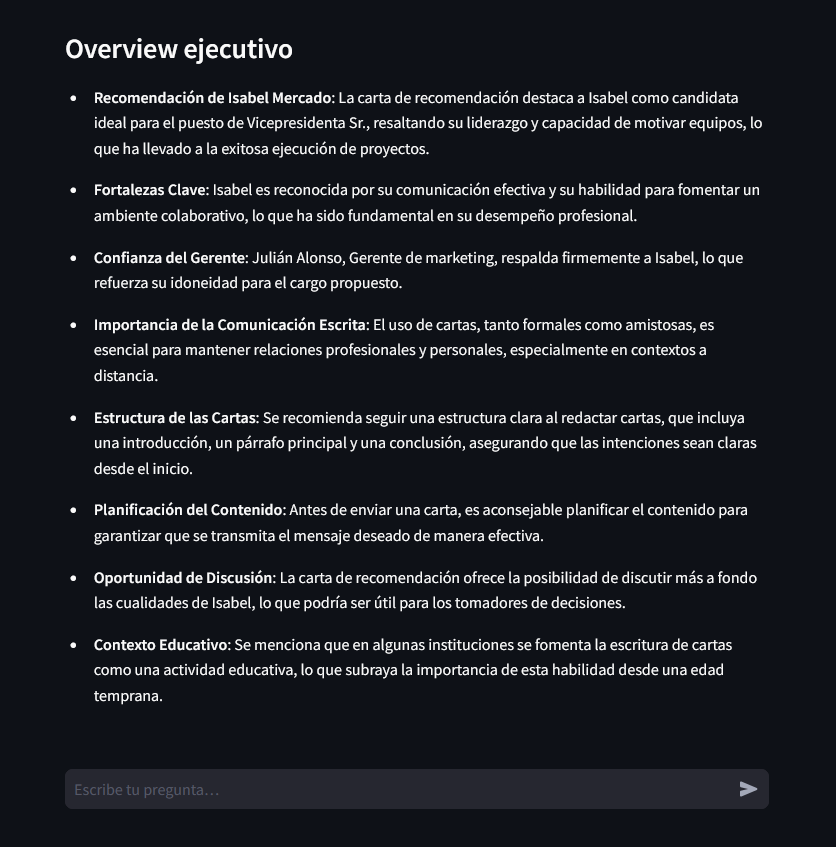 Overview ejecutivo
• Recomendación de Isabel Mercado: La carta de recomendación destaca a Isabel como candidata
ideal para el puesto de Vicepresidenta Sr., resaltando su liderazgo y capacidad de motivar equipos, lo
que ha llevado a la exitosa ejecución de proyectos.
• Fortalezas Clave: Isabel es reconocida por su comunicación efectiva y su habilidad para fomentar un
ambiente colaborativo, lo que ha sido fundamental en su desempeño profesional.
• Confianza del Gerente: Julián Alonso, Gerente de marketing, respalda firmemente a Isabel, lo que
refuerza su idoneidad para el cargo propuesto.
• Importancia de la Comunicación Escrita: El uso de cartas, tanto formales como amistosas, es
esencial para mantener relaciones profesionales y personales, especialmente en contextos a
distancia.
• Estructura de las Cartas: Se recomienda seguir una estructura clara al redactar cartas, que incluya
una introducción, un párrafo principal y una conclusión, asegurando que las intenciones sean claras
desde el inicio.
• Planificación del Contenido: Antes de enviar una carta, es aconsejable planificar el contenido para
garantizar que se transmita el mensaje deseado de manera efectiva.
• Oportunidad de Discusión: La carta de recomendación ofrece la posibilidad de discutir más a fondo
las cualidades de Isabel, lo que podría ser útil para los tomadores de decisiones.
• Contexto Educativo: Se menciona que en algunas instituciones se fomenta la escritura de cartas
como una actividad educativa, lo que subraya la importancia de esta habilidad desde una edad
temprana.
Escribe tu pregunta…